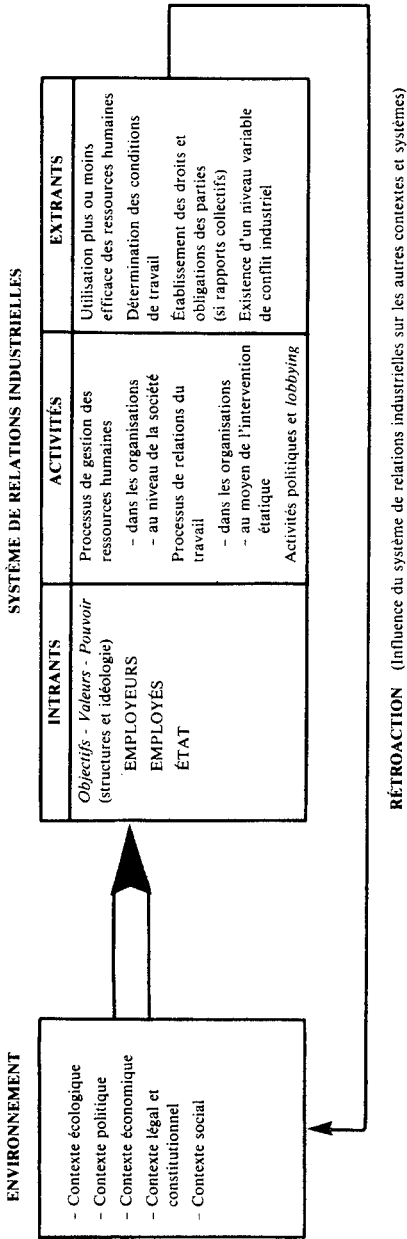 ENVIRONNEMENT
- Contexte écologique
- Contexte politique
- Contexte économique
- Contexte légal et
constitutionnel
- Contexte social
SYSTÈME DE RELATIONS INDUSTRIELLES
INTRANTS
Objectifs - Valeurs - Pouvoir
(structures et idéologie)
EMPLOYEURS
EMPLOYÉS
ÉTAT
ACTIVITÉS
Processus de gestion des
ressources humaines
- dans les organisations
- au niveau de la société
Processus de relations du
travail
- dans les organisations
- au moyen de l'intervention
étatique
Activités politiques et lobbying
EXTRANTS
Utilisation plus ou moins
efficace des ressources humaines
Détermination des conditions
de travail
Établissement des droits et
obligations des parties
(si rapports collectifs)
Existence d'un niveau variable
de conflit industriel
RÉTROACTION (Influence du système de relations industrielles sur les autres contextes et systèmes)